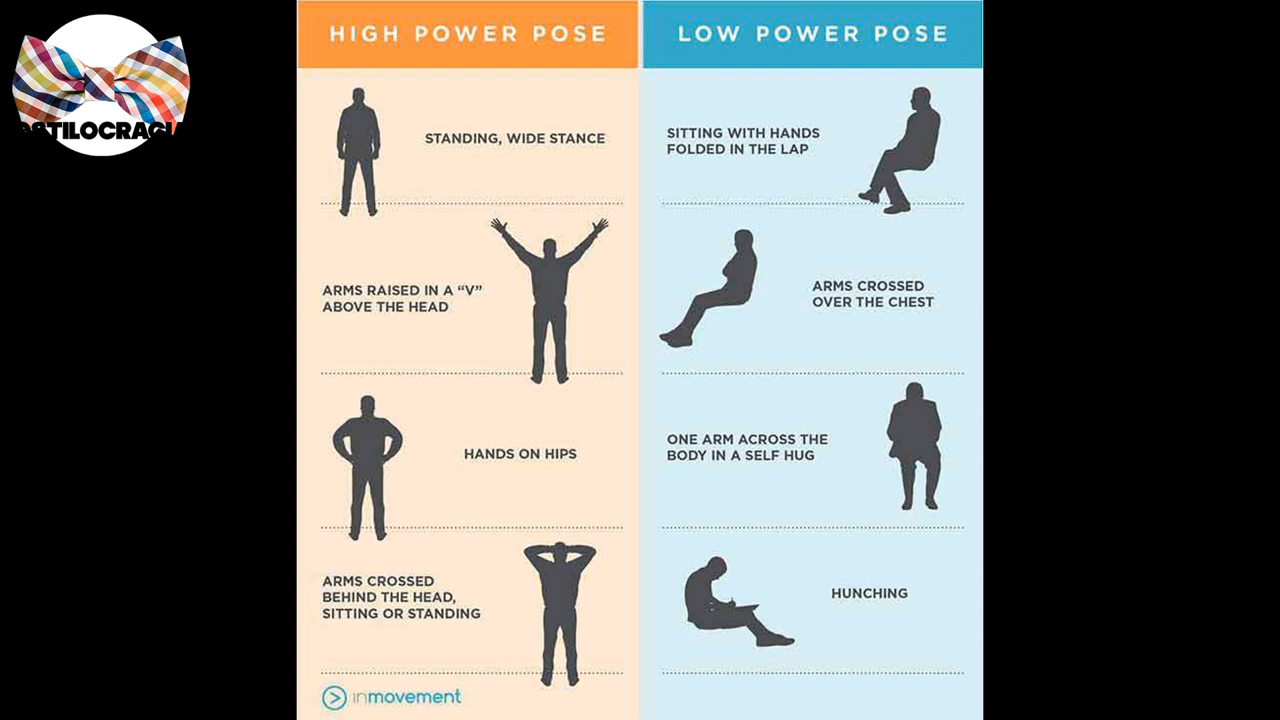 HIGH POWER POSE
STANDING, WIDE STANCE
ARMS RAISED IN A “V”
ABOVE THE HEAD
HANDS ON HIPS
ARMS CROSSED
BEHIND THE HEAD,
SITTING OR STANDING
inmovement
LOW POWER POSE
SITTING WITH HANDS
FOLDED IN THE LAP
ARMS CROSSED
OVER THE CHEST
ONE ARM ACROSS THE
BODY IN A SELF HUG
HUNCHING